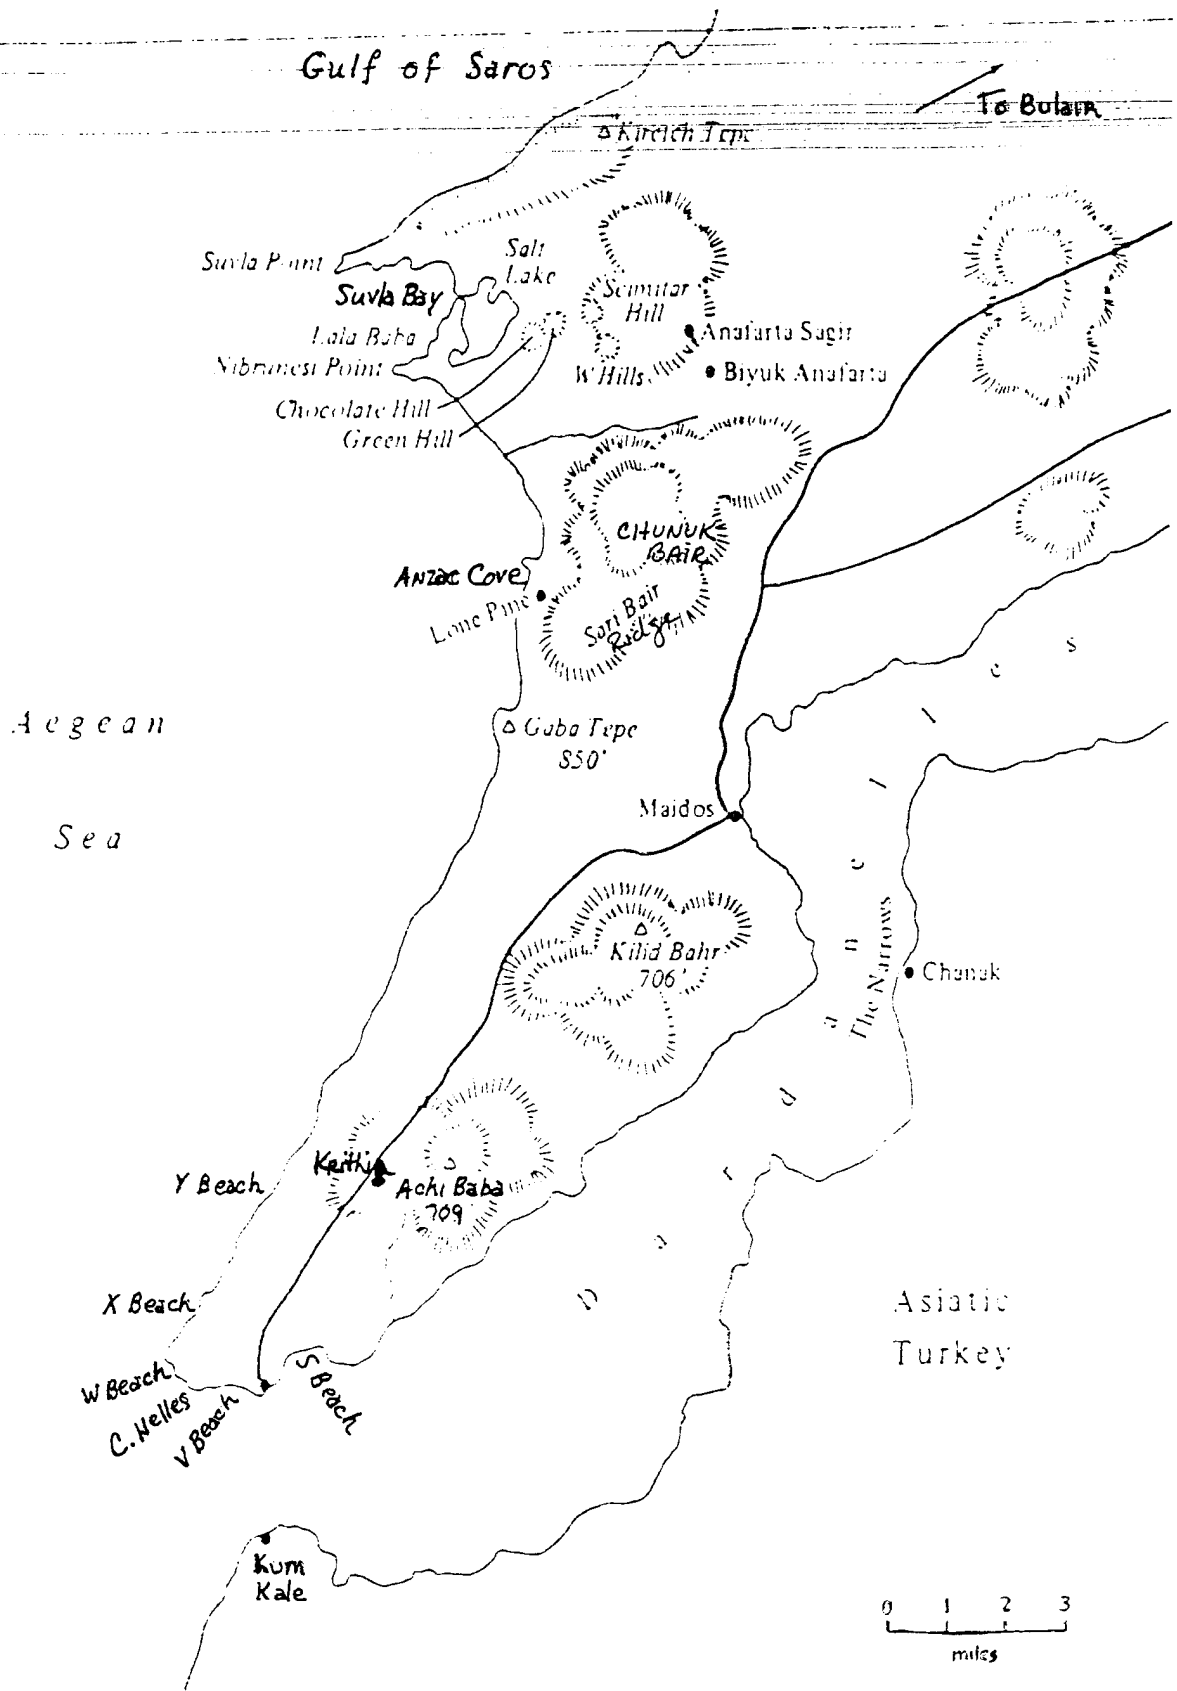 Gulf of Saros
To Bulair
Kiretch Tepe
Suvla Point
Salt
Lake
Suvla Bay
Scimitar
Hill
Lala Baba
Anafarta Sagir
Nibrunesi Point
W Hills
Biyuk Anafarta
Chocolate Hill
Green Hill
CHUNUK
BAIR
Anzac Cove
Lone Pine
Sari Bair
Ridge
Aegean
Sea
Gaba Tepe
850'
Maidos
Dardanelles
The Narrows
Kilid Bahr
706'
Chanak
Krithia
Y Beach
Achi Baba
709
X Beach
Asiatic
Turkey
W Beach
C. Helles
V Beach
S Beach
Kum
Kale
0 1 2 3
miles